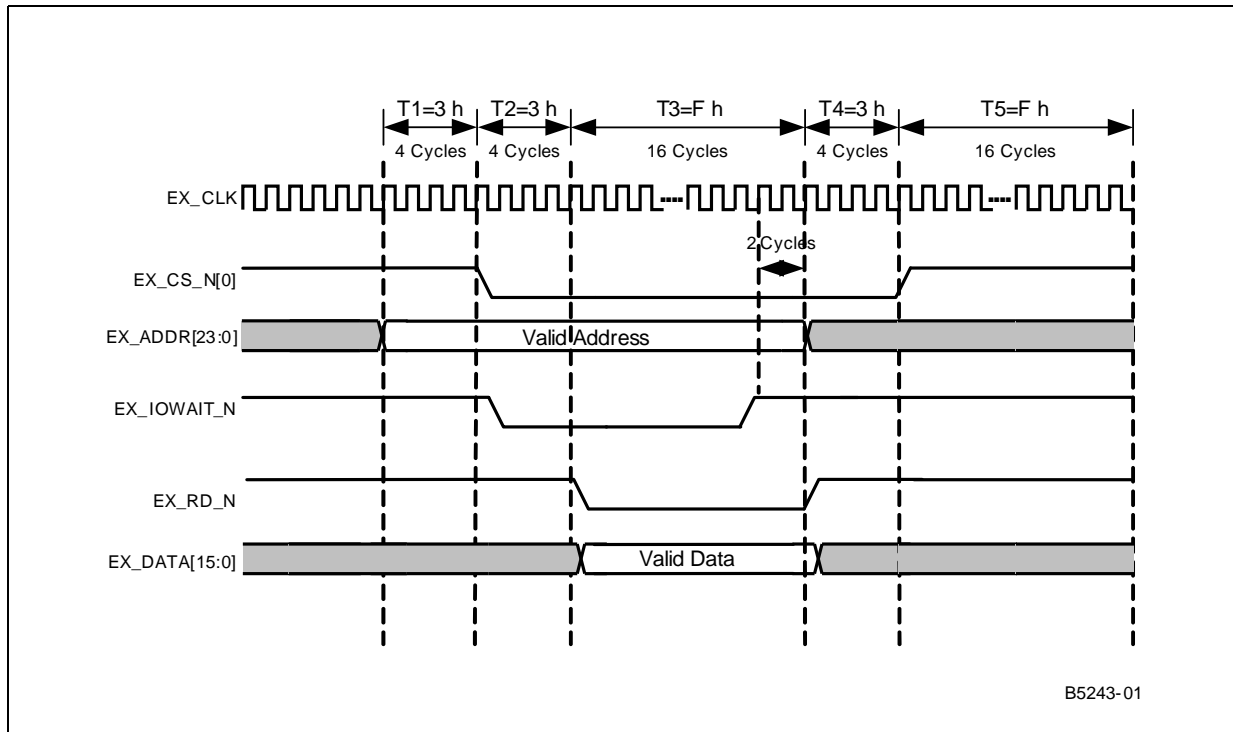 T1=3 h T2=3 h T3=F h T4=3 h T5=F h
4 Cycles 4 Cycles 16 Cycles 4 Cycles 16 Cycles
EX_CLK
2 Cycles
EX_CS_N[0]
EX_ADDR[23:0] Valid Address
EX_IOWAIT_N
EX_RD_N
EX_DATA[15:0] Valid Data
B5243-01